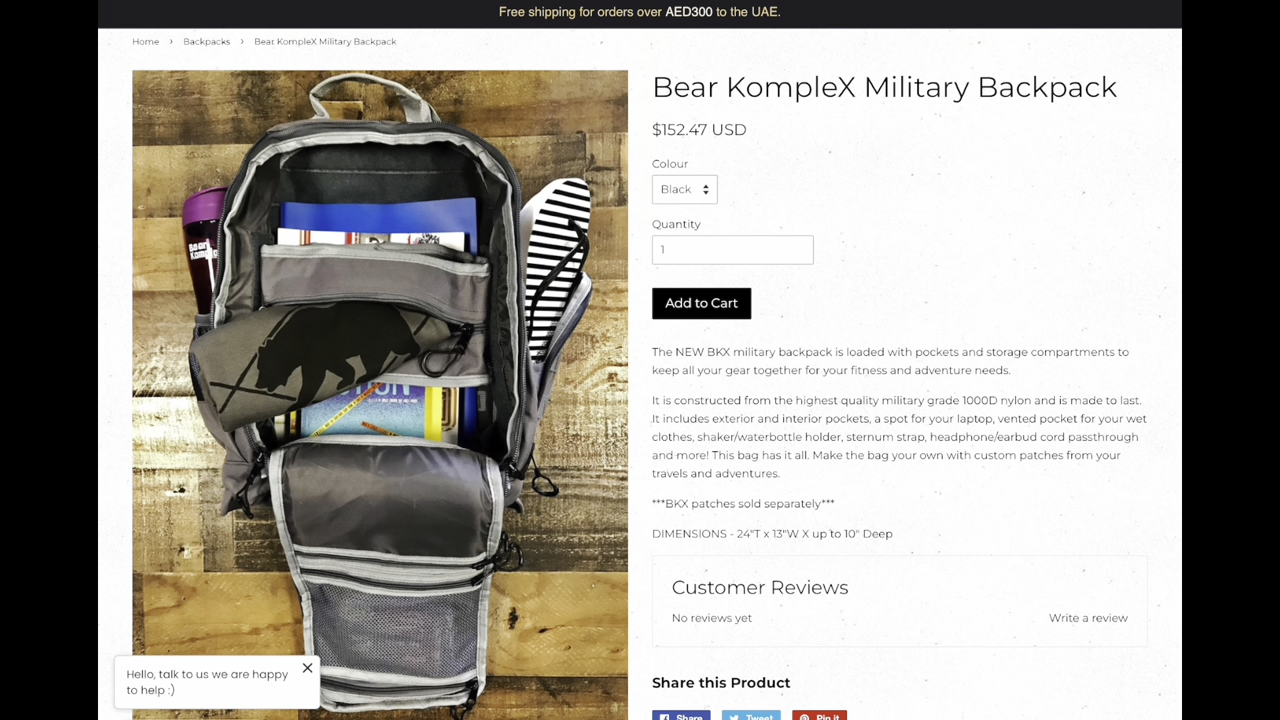 Free shipping for orders over AED300 to the UAE.
Home › Backpacks › Bear KompleX Military Backpack
Bear KompleX Military Backpack
$152.47 USD
Colour
Black
Quantity
1
Add to Cart
The NEW BKX military backpack is loaded with pockets and storage compartments to
keep all your gear together for your fitness and adventure needs.
It is constructed from the highest quality military grade 1000D nylon and is made to last.
It includes exterior and interior pockets, a spot for your laptop, vented pocket for your wet
clothes, shaker/waterbottle holder, sternum strap, headphone/earbud cord passthrough
and more! This bag has it all. Make the bag your own with custom patches from your
travels and adventures.
***BKX patches sold separately***
DIMENSIONS - 24"T x 13"W X up to 10" Deep
Customer Reviews
No reviews yet Write a review
Share this Product
Share Tweet Pin it
Hello, talk to us we are happy
to help :)
Bear